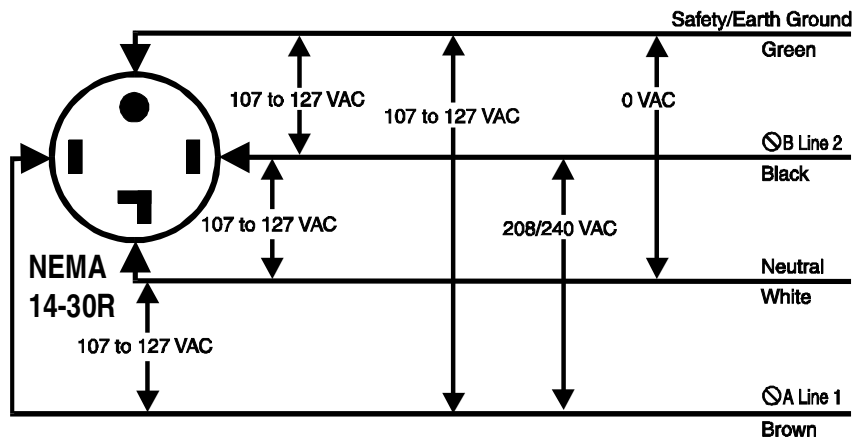 Safety/Earth Ground
Green
107 to 127 VAC
107 to 127 VAC
0 VAC
⦸B Line 2
Black
107 to 127 VAC
208/240 VAC
NEMA
14-30R
Neutral
White
107 to 127 VAC
⦸A Line 1
Brown